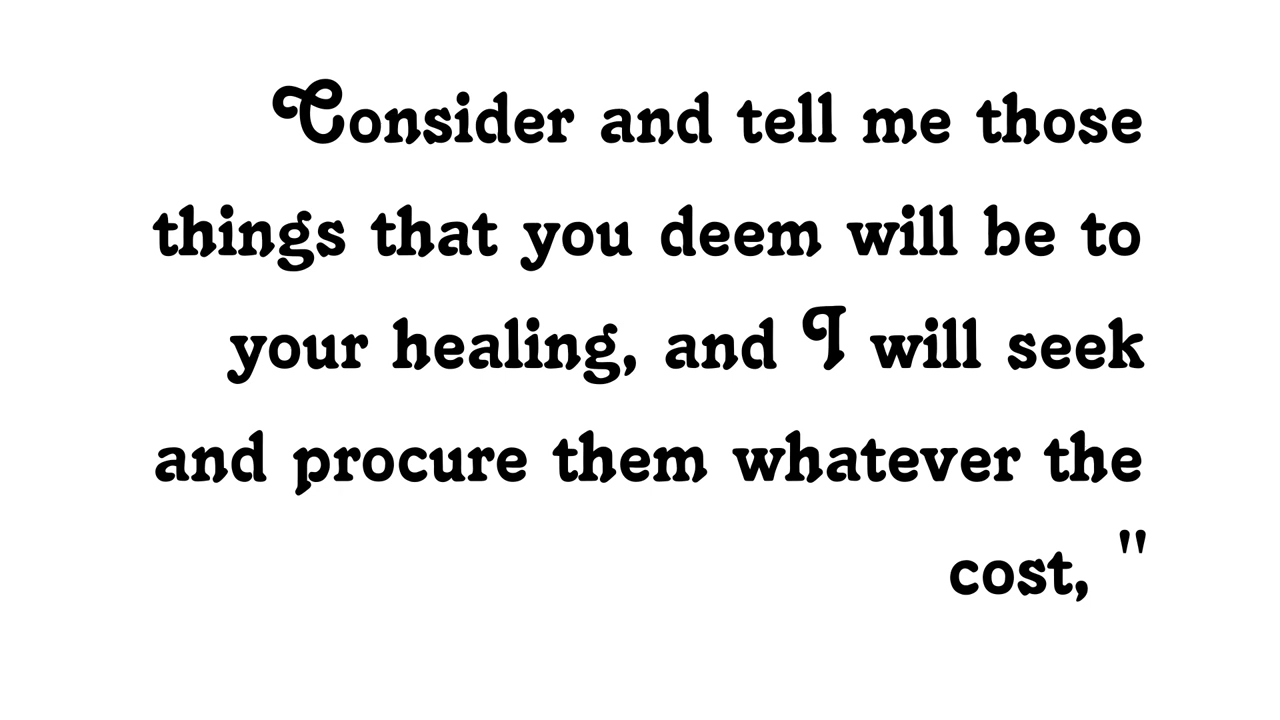 Consider and tell me those
things that you deem will be to
your healing, and I will seek
and procure them whatever the
cost, "